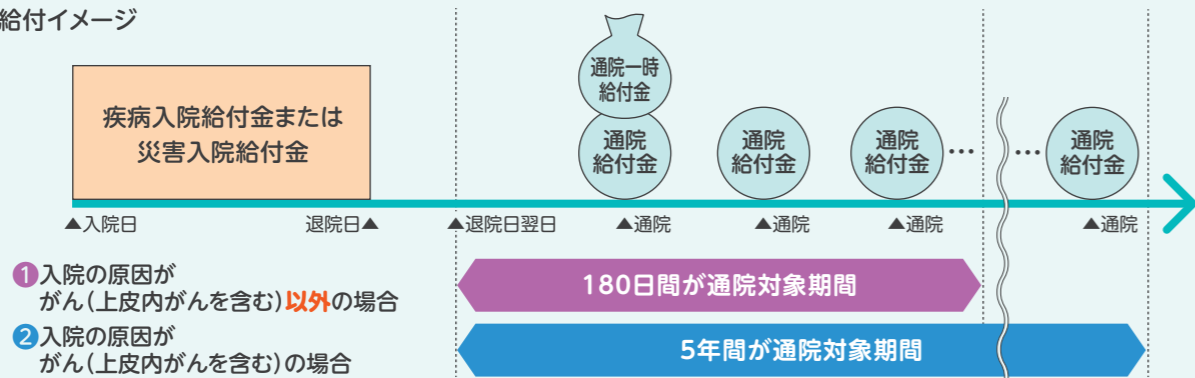 給付イメージ
通院一時
給付金
疾病入院給付金または
災害入院給付金
通院
給付金
通院
給付金
通院
給付金
…
…
通院
給付金
▲入院日
退院日▲
▲退院日翌日
▲通院
▲通院
▲通院
▲通院
❶入院の原因が
がん(上皮内がんを含む)以外の場合
180日間が通院対象期間
❷入院の原因が
がん(上皮内がんを含む)の場合
5年間が通院対象期間